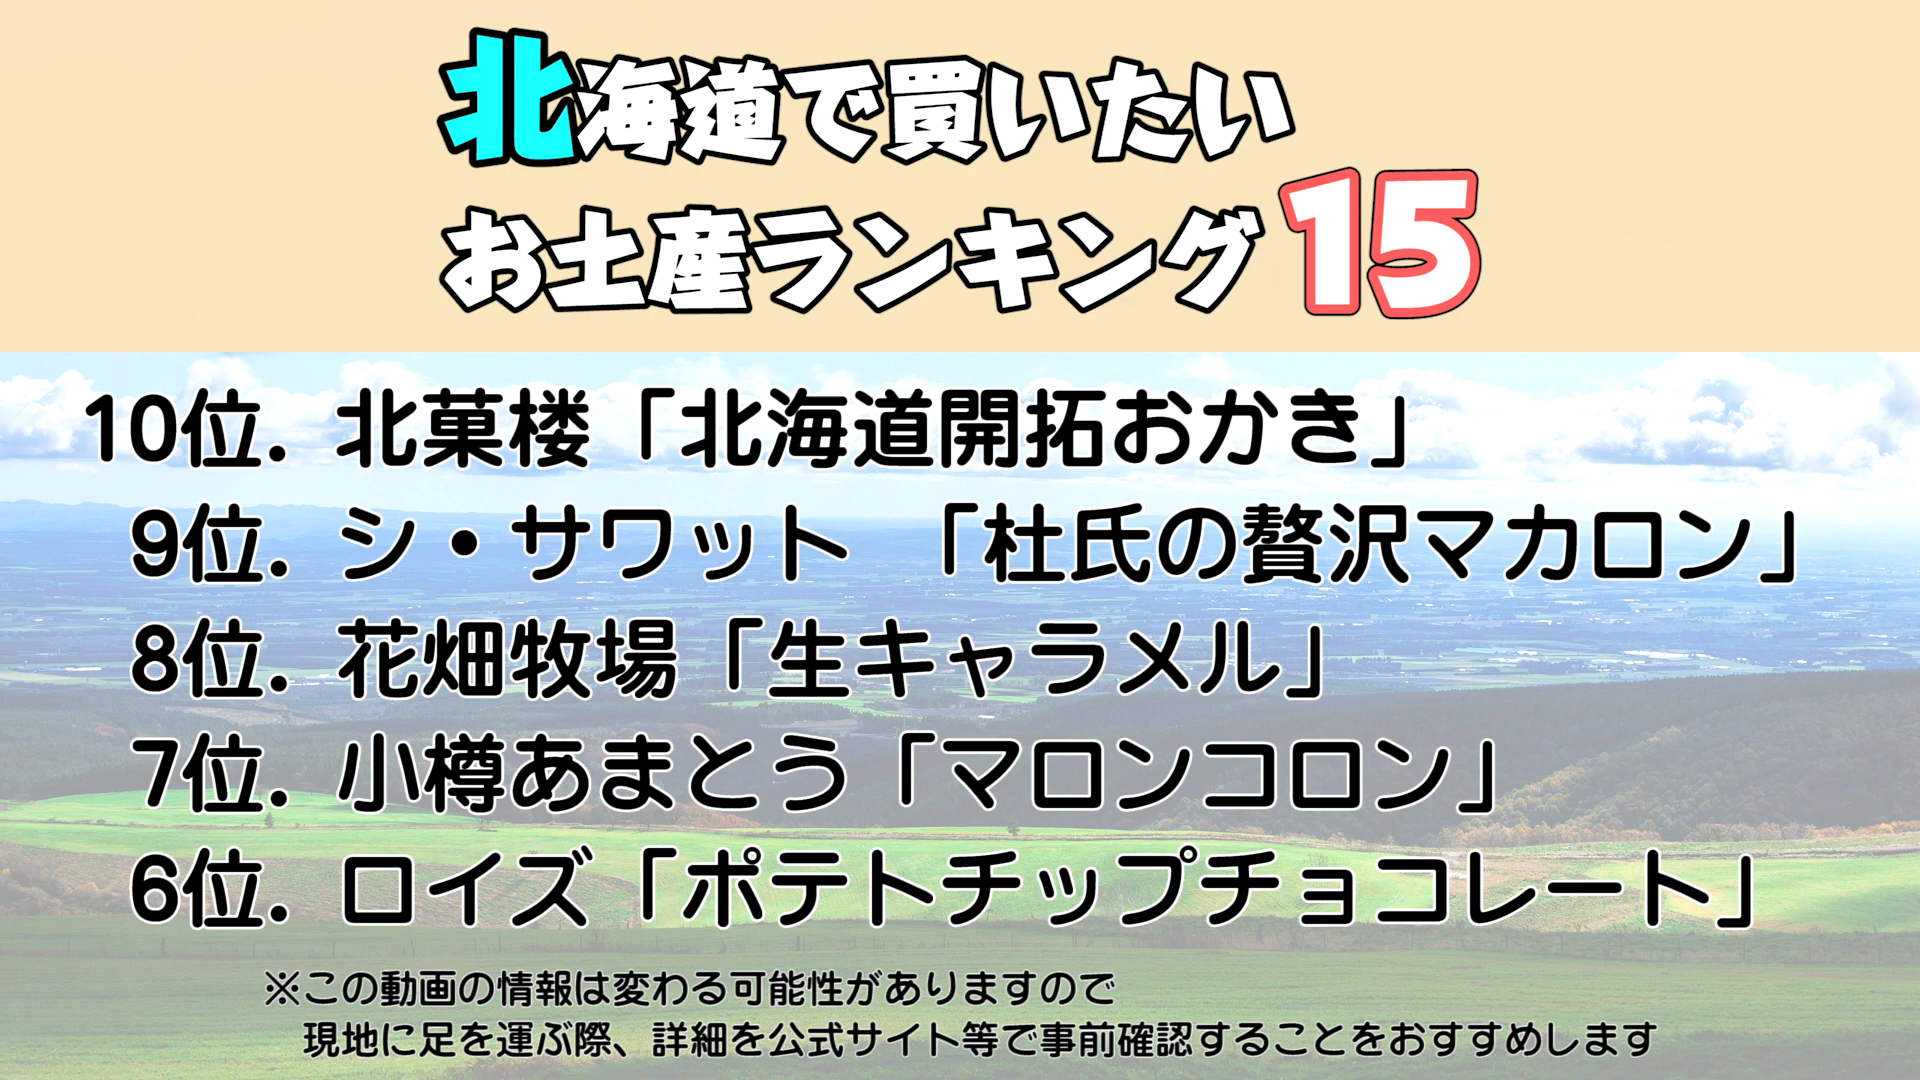 北海道で買いたい
お土産ランキング15
10位. 北菓楼「北海道開拓おかき」
9位. シ・サワット 「杜氏の贅沢マカロン」
8位. 花畑牧場「生キャラメル」
7位. 小樽あまとう「マロンコロン」
6位. ロイズ「ポテトチップチョコレート」
※この動画の情報は変わる可能性がありますので
現地に足を運ぶ際、詳細を公式サイト等で事前確認することをおすすめします